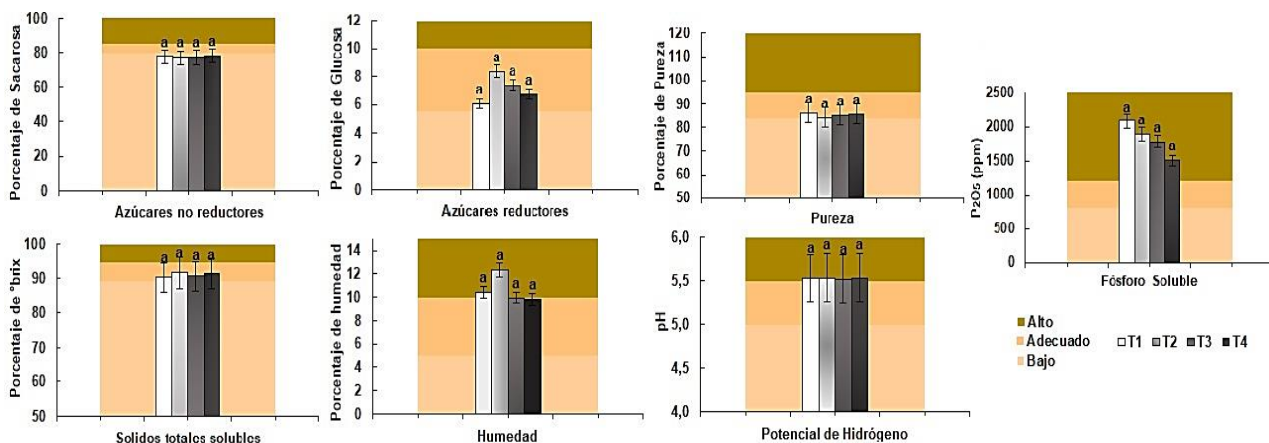 Porcentaje de Sacarosa
100
80
60
40
20
0
a a a a
Azúcares no reductores
Porcentaje de Glucosa
12
10
8
6
4
2
0
a
a
a
a
Azúcares reductores
Porcentaje de Pureza
120
110
100
90
80
70
60
50
a a a a
Pureza
P2O5 (ppm)
2500
2000
1500
1000
500
0
a
a
a
a
Fósforo Soluble
Porcentaje de °brix
100
90
80
70
60
50
a a a a
Solidos totales solubles
Porcentaje de humedad
14
12
10
8
6
4
2
0
a
a
a
a
Humedad
pH
6,0
5,5
5,0
4,5
4,0
a a a a
Potencial de Hidrógeno
Alto
Adecuado T1 T2 T3 T4
Bajo